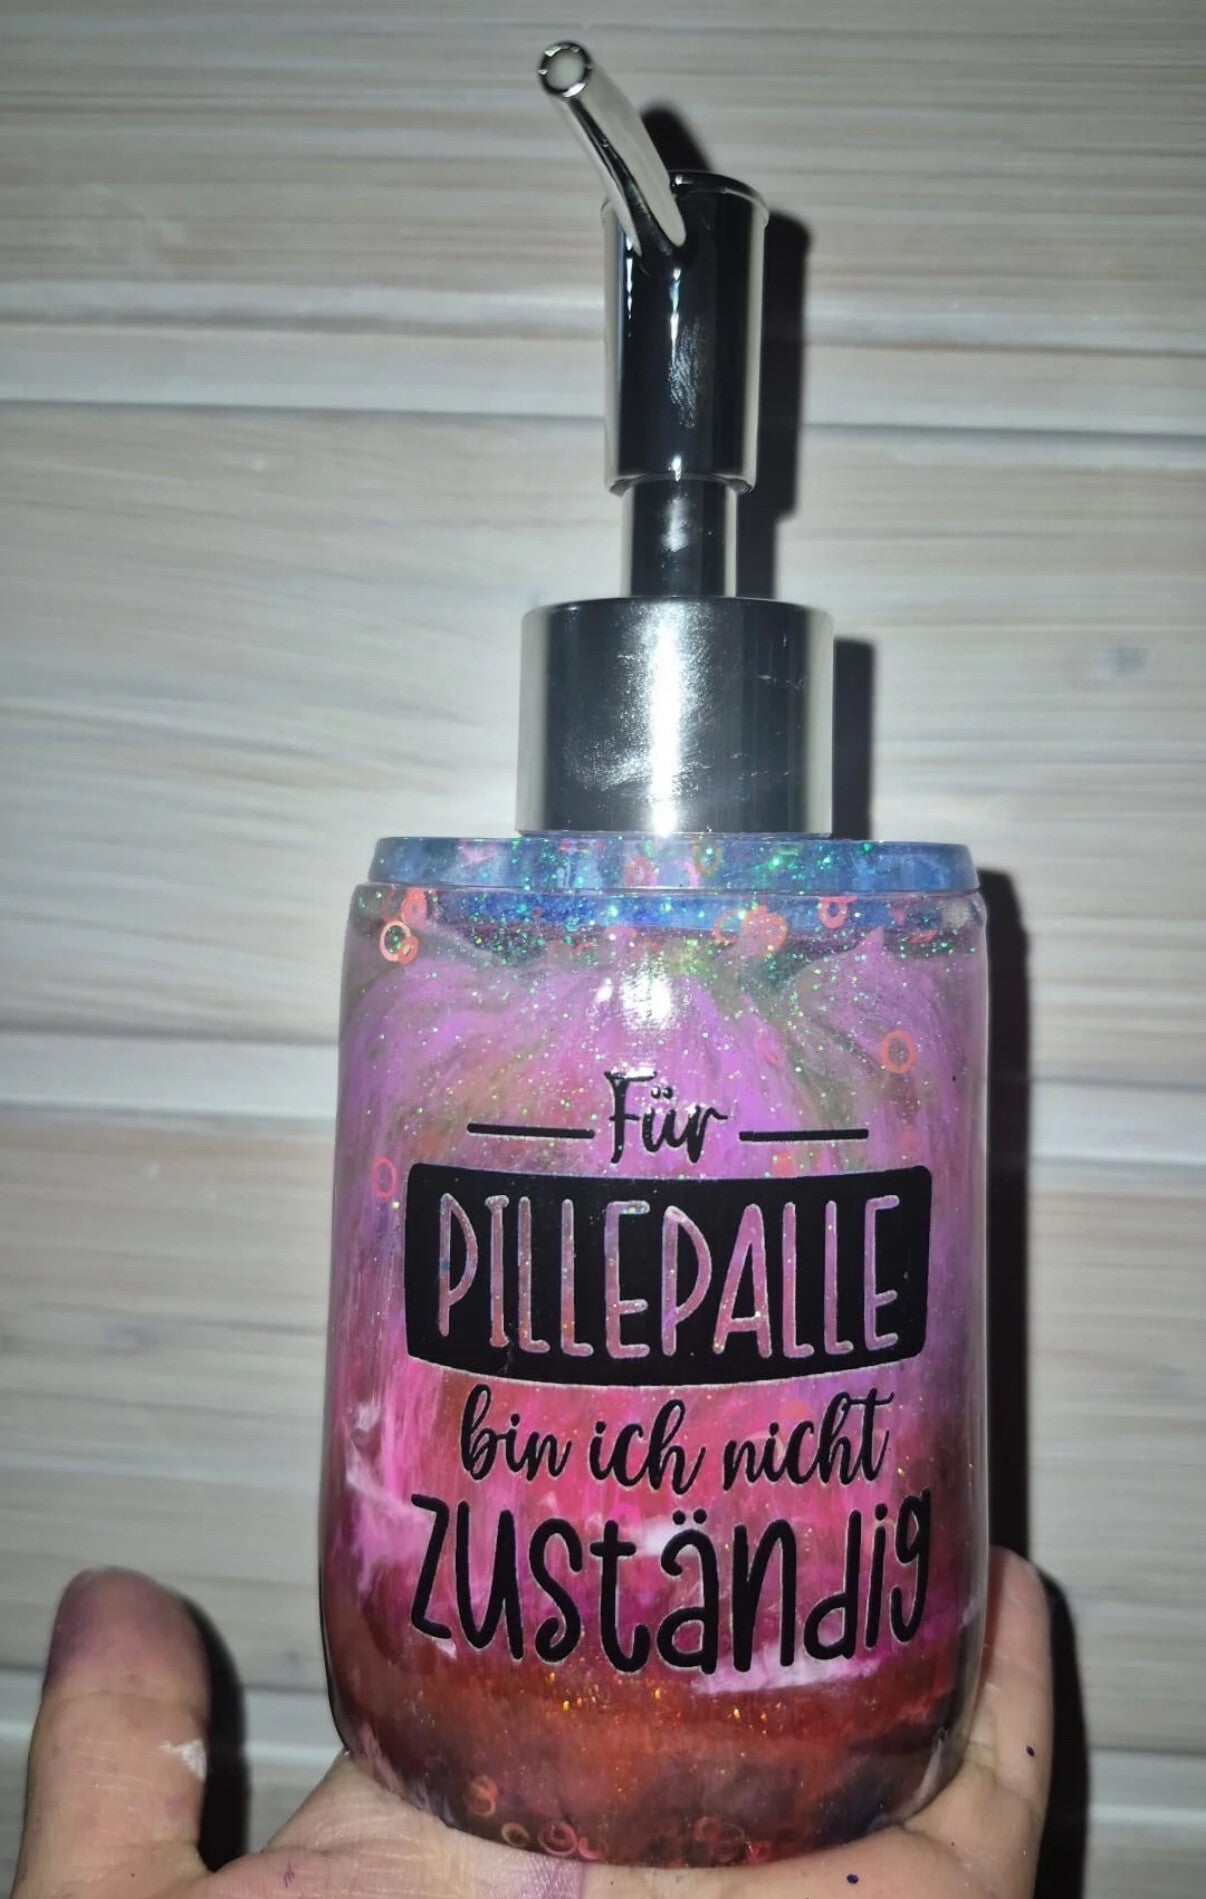 Für
PILLEPALLE
bin ich nicht
zuständig